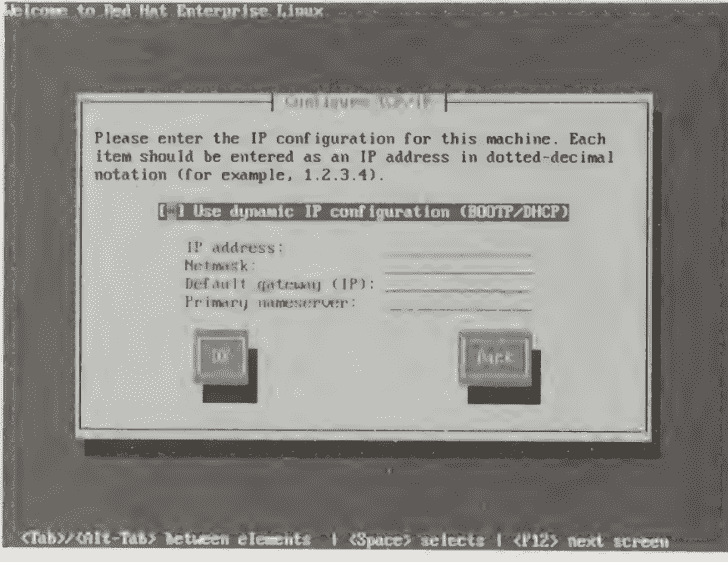 Welcome to Red Hat Enterprise Linux
Configure TCP/IP
Please enter the IP configuration for this machine. Each
item should be entered as an IP address in dotted-decimal
notation (for example, 1.2.3.4).
[*] Use dynamic IP configuration (BOOTP/DHCP)
IP address:
Netmask:
Default gateway (IP):
Primary nameserver:
OK
Back
<Tab>/<Alt-Tab> between elements | <Space> selects | <F12> next screen